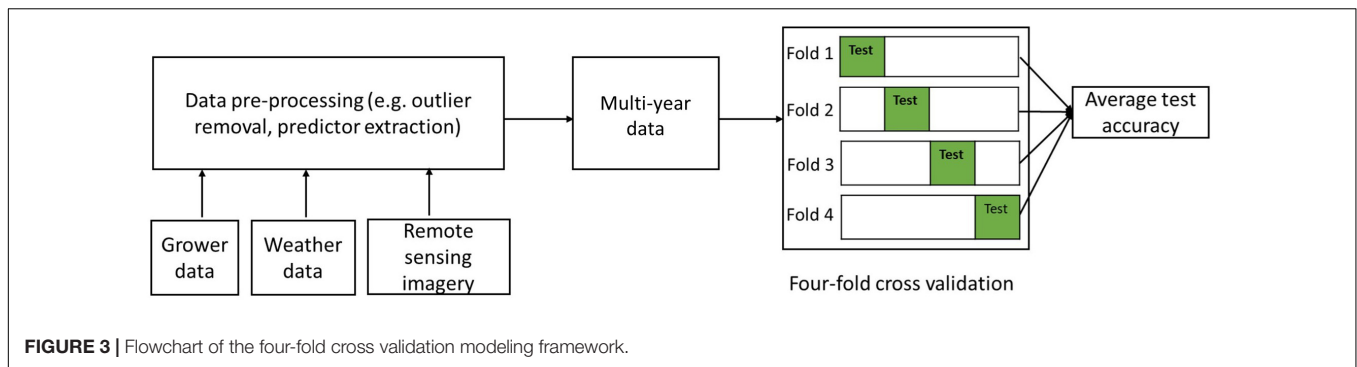 Data pre-processing (e.g. outlier
removal, predictor extraction)
Grower
data
Weather
data
Remote
sensing
imagery
Multi-year
data
Fold 1
Test
Fold 2
Test
Fold 3
Test
Fold 4
Test
Four-fold cross validation
Average test
accuracy
FIGURE 3 | Flowchart of the four-fold cross validation modeling framework.